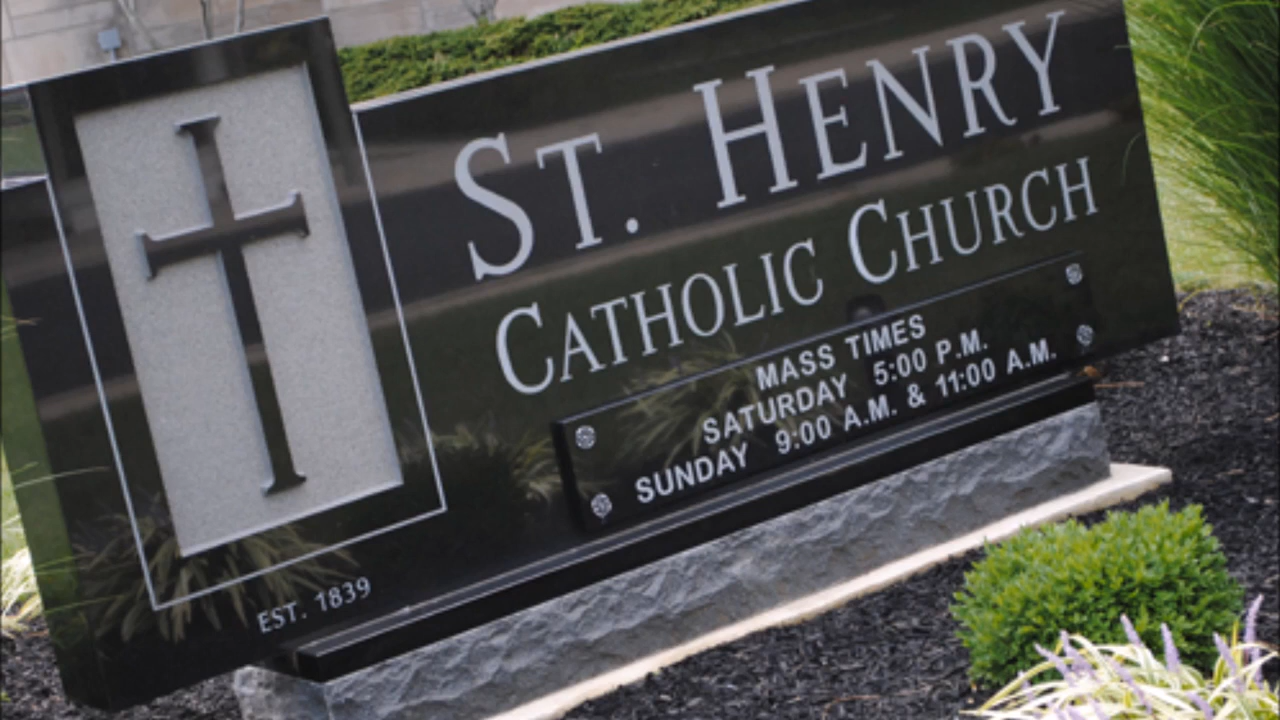 ST. HENRY
CATHOLIC CHURCH
MASS TIMES
SATURDAY 5:00 P.M.
SUNDAY 9:00 A.M. & 11:00 A.M.
EST. 1839